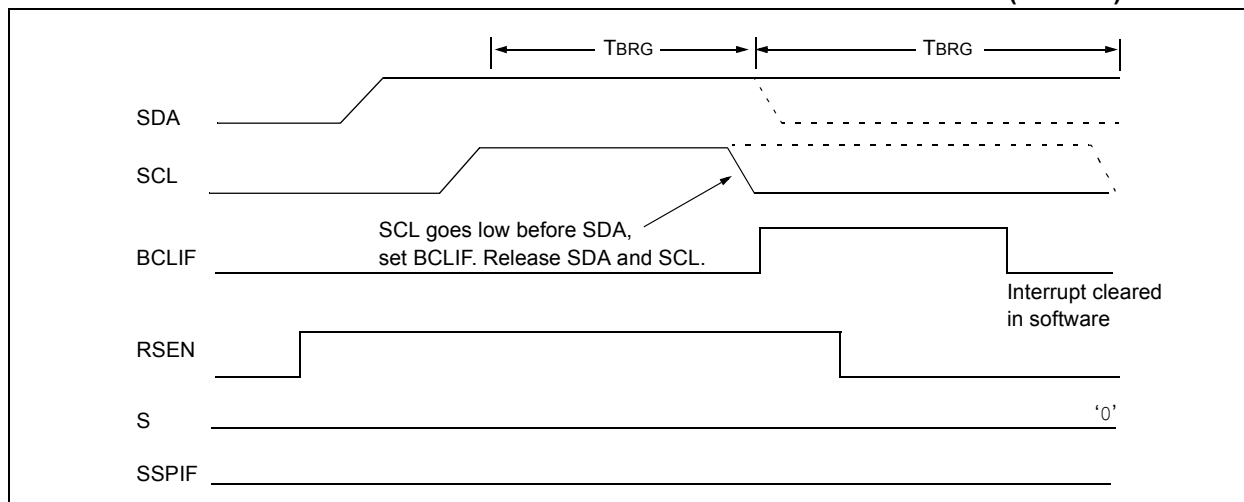 TBRG TBRG
SDA
SCL
SCL goes low before SDA,
set BCLIF. Release SDA and SCL.
BCLIF
Interrupt cleared
in software
RSEN
S ‘0’
SSPIF